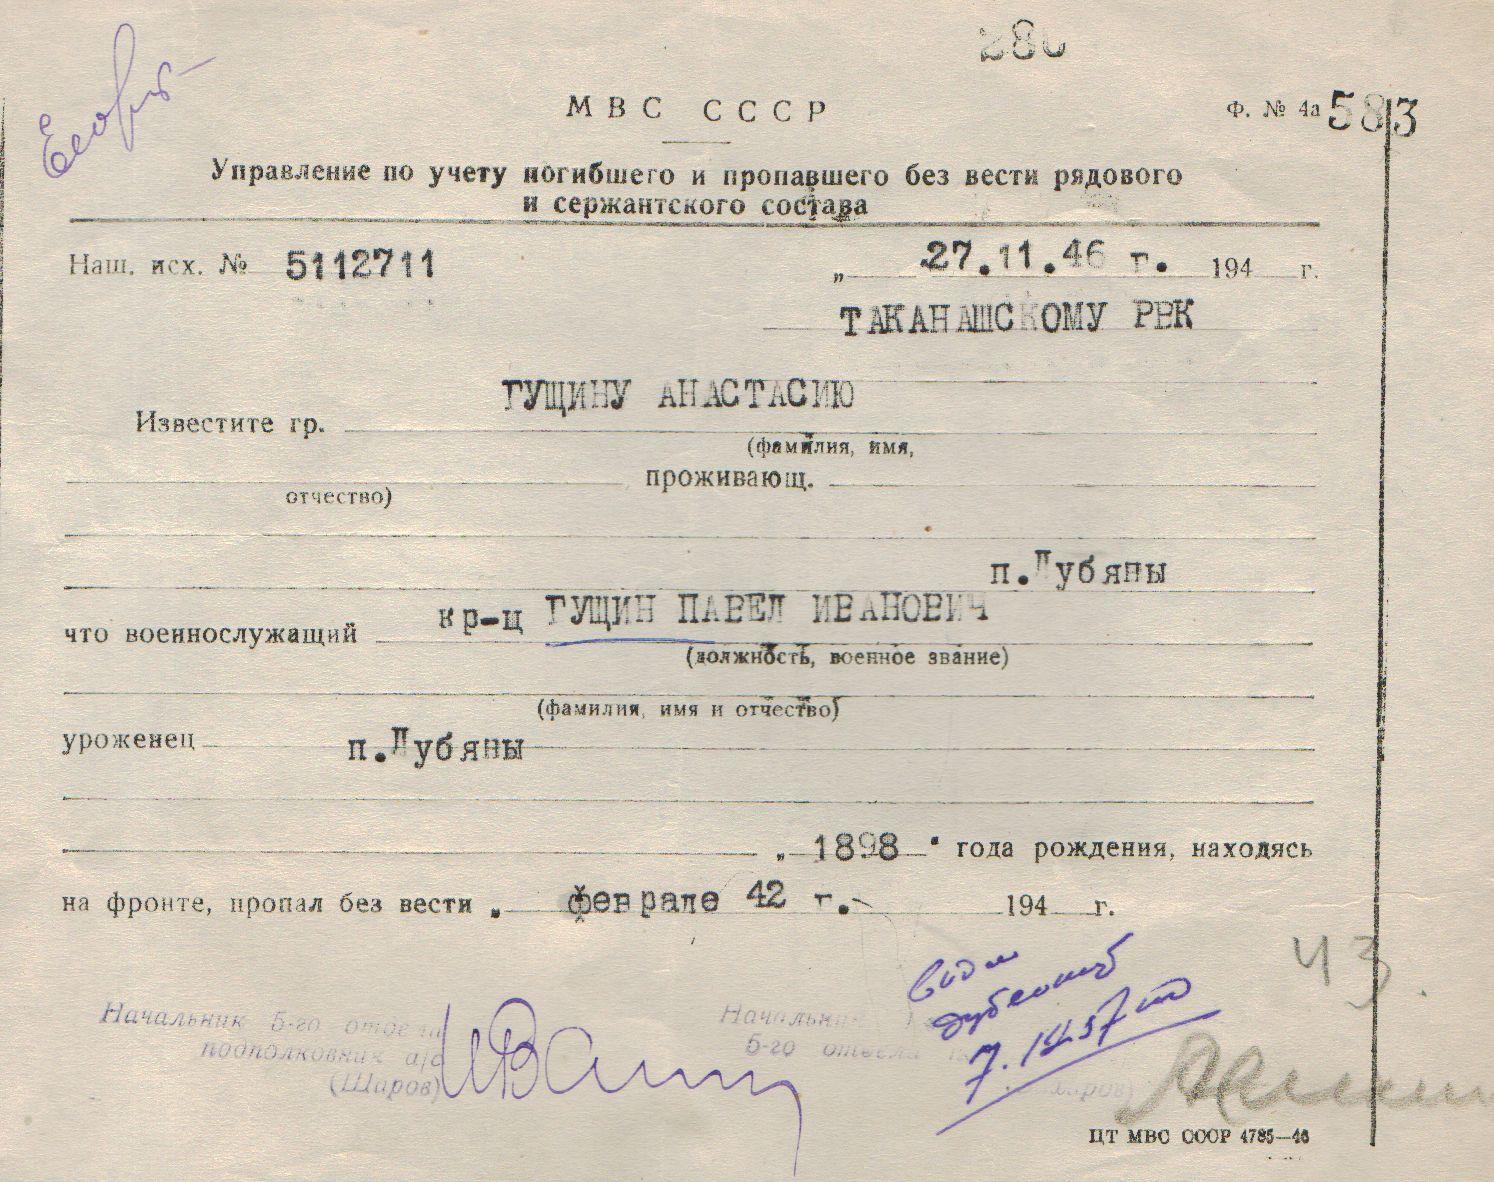 280
МВС СССР
Ф. № 4а 583
Управление по учету погибшего и пропавшего без вести рядового
и сержантского состава
Наш. исх. № 5112711
„ 27.11.46 г. 194 г.
ТАКАНАШСКОМУ РВК
ГУЩИНУ АНАСТАСИЮ
Известите гр.
(фамилия, имя,
проживающ.
отчество)
п.Лубяны
что военнослужащий кр-ц ГУЩИН ПАВЕЛ ИВАНОВИЧ
(должность, военное звание)
(фамилия, имя и отчество)
уроженец п.Лубяны
„ 1898 " года рождения, находясь
на фронте, пропал без вести „ феврале 42 г. 194 г.
43
Начальник 5-го отдела
подполковник а/с
(Шаров)
Начальник
5-го отдела
ЦТ МВС СССР 4785—46